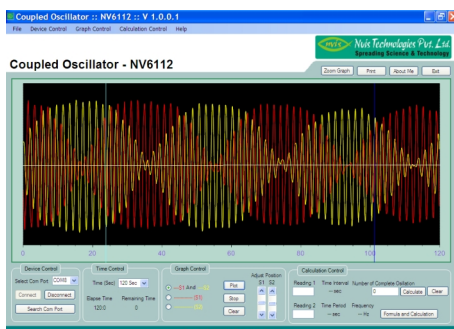 Coupled Oscillator :: NV6112 :: V 1.0.0.1
File Device Control Graph Control Calculation Control Help
nvis Nvis Technologies Pvt. Ltd.
Spreading Science & Technology
Coupled Oscillator - NV6112
Zoom Graph Print About Me Exit
0 20 40 60 80 100 120
Device Control Time Control Graph Control Calculation Control
Select Com Port COM8 Time (Sec) 120 Sec S1 And S2 Plot Adjust Position S1 S2 Reading 1 Time Interval Number of Complete Oscillation
-- sec 0 Calculate Clear
Connect Disconnect Elapse Time Remaining Time (S1) Stop Reading 2 Time Period Frequency
Search Com Port 120.0 0 (S2) Clear -- sec -- Hz Formula and Calculation